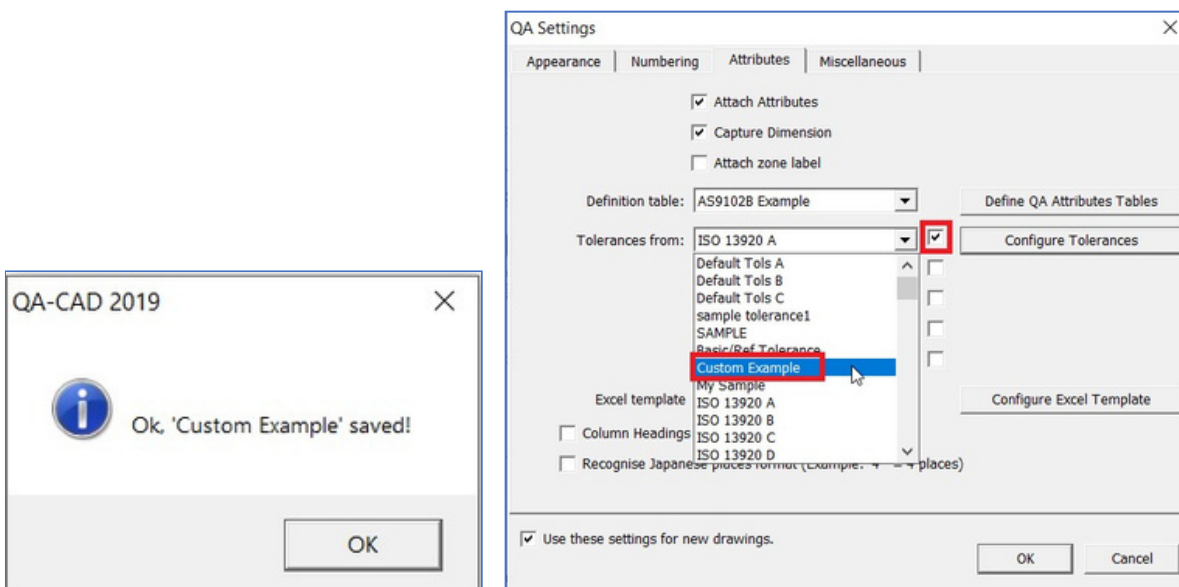 QA-CAD 2019
Ok, 'Custom Example' saved!
OK
QA Settings
Appearance Numbering Attributes Miscellaneous
Attach Attributes
Capture Dimension
Attach zone label
Definition table: AS9102B Example Define QA Attributes Tables
Tolerances from: ISO 13920 A Configure Tolerances
Default Tols A
Default Tols B
Default Tols C
sample tolerance1
SAMPLE
Basic/Ref Tolerance
Custom Example
My Sample
ISO 13920 A
Excel template Configure Excel Template
ISO 13920 B
Column Headings
ISO 13920 C
ISO 13920 D
Recognise Japanese places format (Example: 4 = 4 places)
Use these settings for new drawings.
OK Cancel